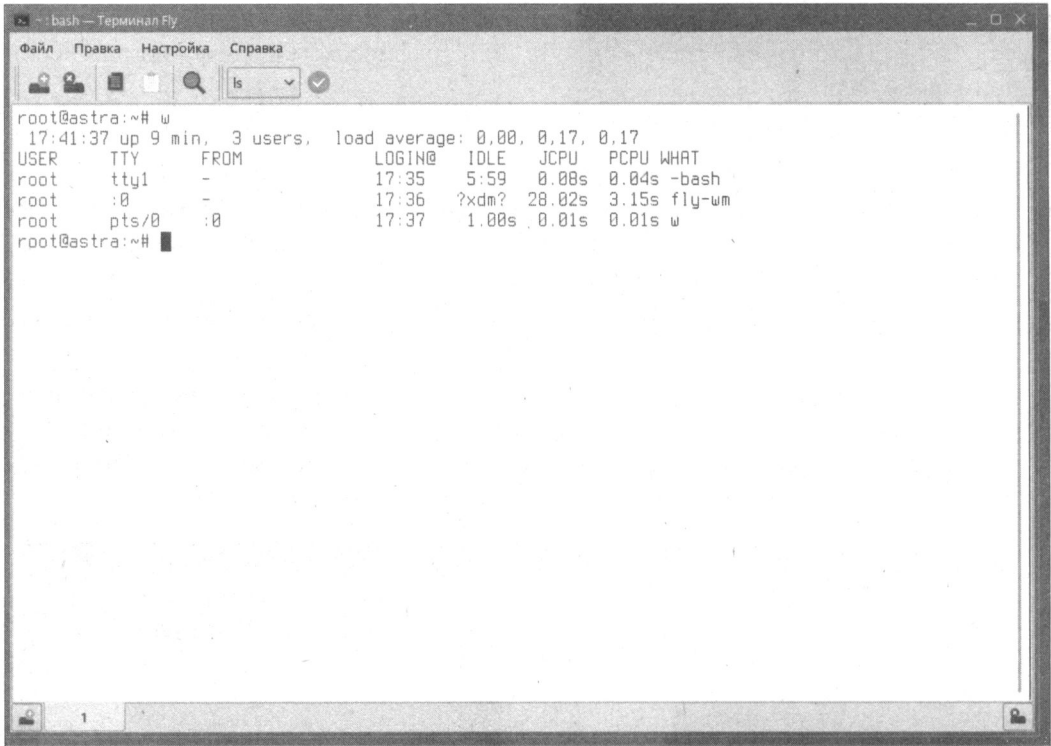 ~ : bash — Терминал Fly
Файл Правка Настройка Справка
ls
root@astra:~# w
17:41:37 up 9 min, 3 users, load average: 0,00, 0,17, 0,17
USER TTY FROM LOGIN@ IDLE JCPU PCPU WHAT
root tty1 - 17:35 5:59 0.08s 0.04s -bash
root :0 - 17:36 ?xdm? 28.02s 3.15s fly-wm
root pts/0 :0 17:37 1.00s 0.01s 0.01s w
root@astra:~#
1